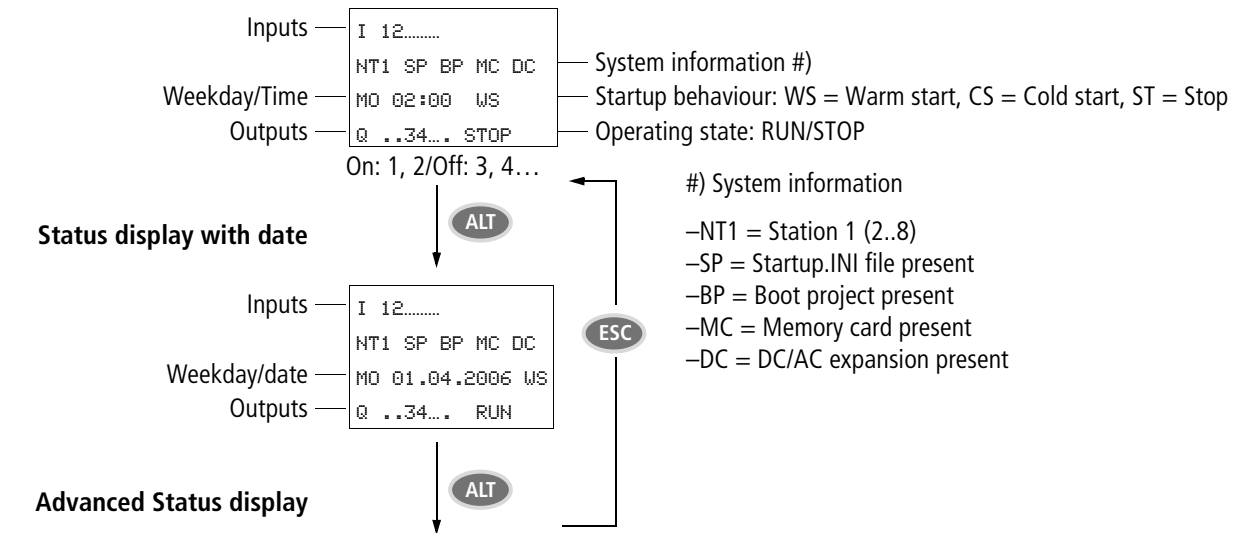 Inputs
I 12.........
NT1 SP BP MC DC
System information #)
Weekday/Time
MO 02:00 WS
Startup behaviour: WS = Warm start, CS = Cold start, ST = Stop
Outputs
Q ..34.... STOP
Operating state: RUN/STOP
On: 1, 2/Off: 3, 4…
ALT
#) System information
Status display with date
–NT1 = Station 1 (2..8)
–SP = Startup.INI file present
–BP = Boot project present
–MC = Memory card present
–DC = DC/AC expansion present
ESC
Inputs
I 12.........
NT1 SP BP MC DC
Weekday/date
MO 01.04.2006 WS
Outputs
Q ..34.... RUN
Advanced Status display
ALT